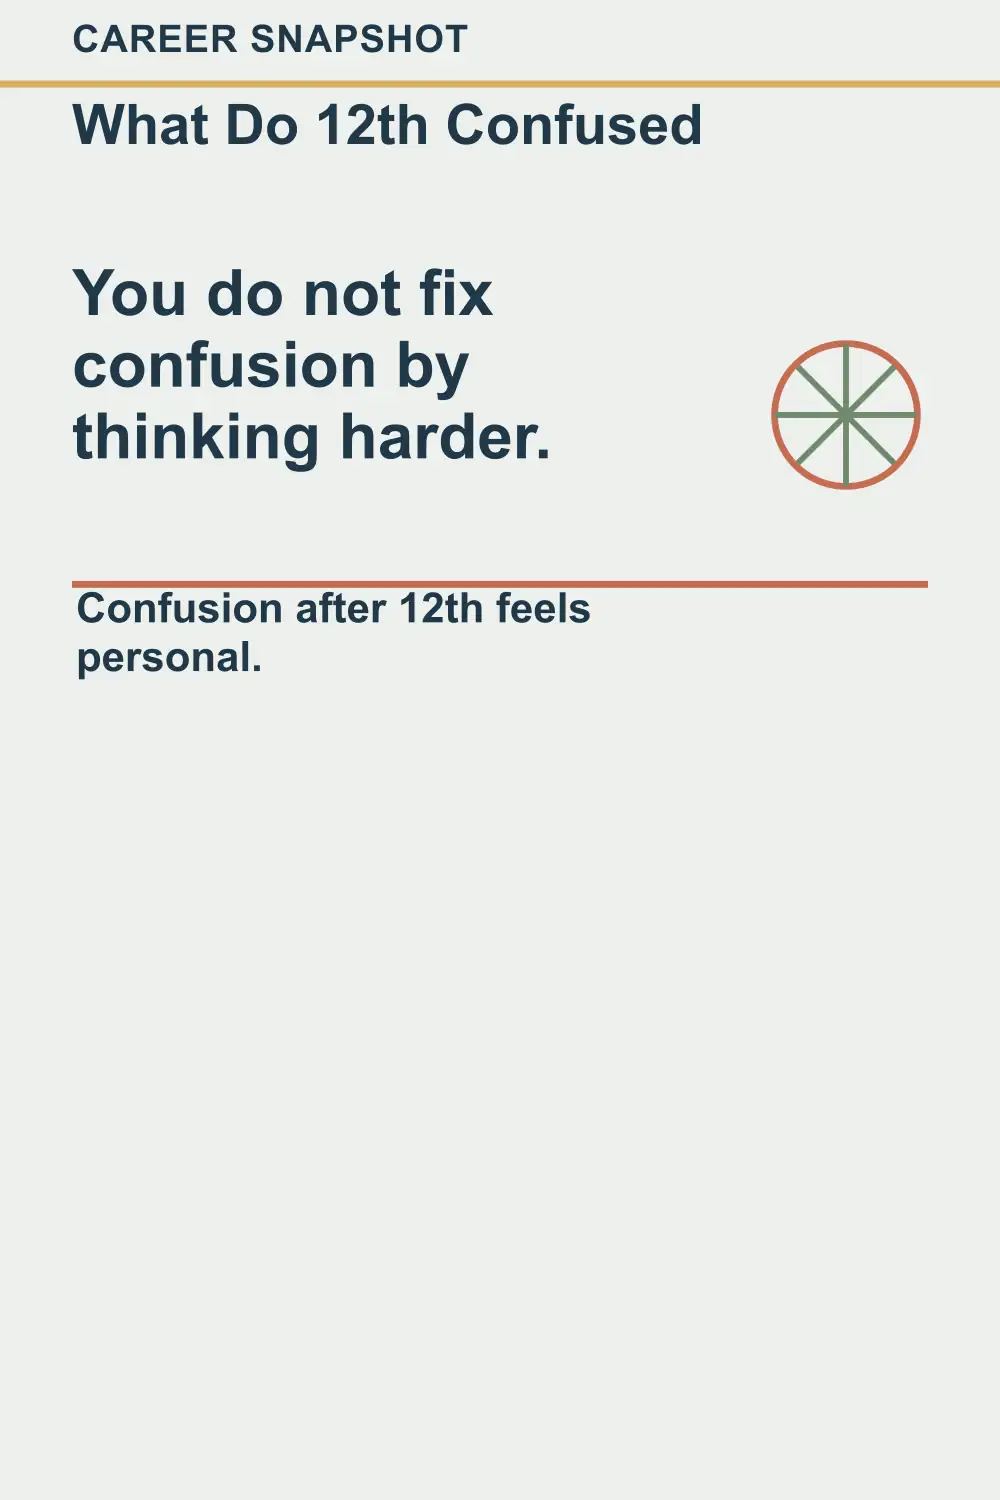 CAREER SNAPSHOT
What Do 12th Confused
You do not fix
confusion by
thinking harder.
Confusion after 12th feels
personal.